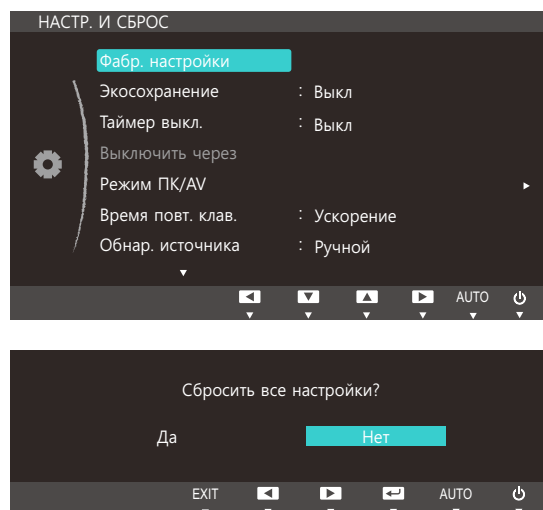 НАСТР. И СБРОС
Фабр. настройки
Экосохранение : Выкл
Таймер выкл. : Выкл
Выключить через
Режим ПК/AV
Время повт. клав. : Ускорение
Обнар. источника : Ручной
AUTO
Сбросить все настройки?
Да Нет
EXIT AUTO